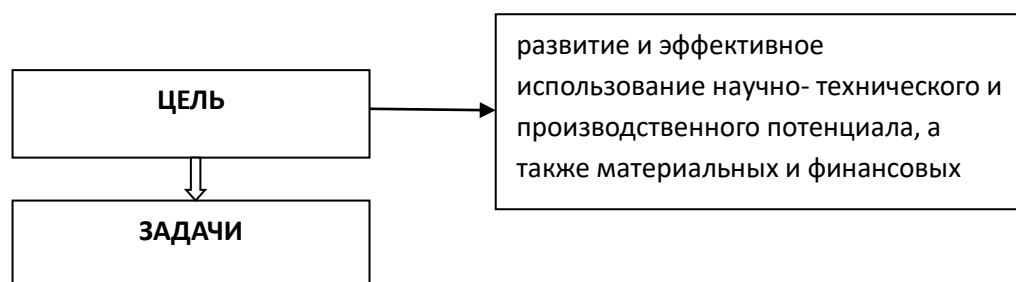 ЦЕЛЬ
развитие и эффективное
использование научно- технического и
производственного потенциала, а
также материальных и финансовых
ЗАДАЧИ